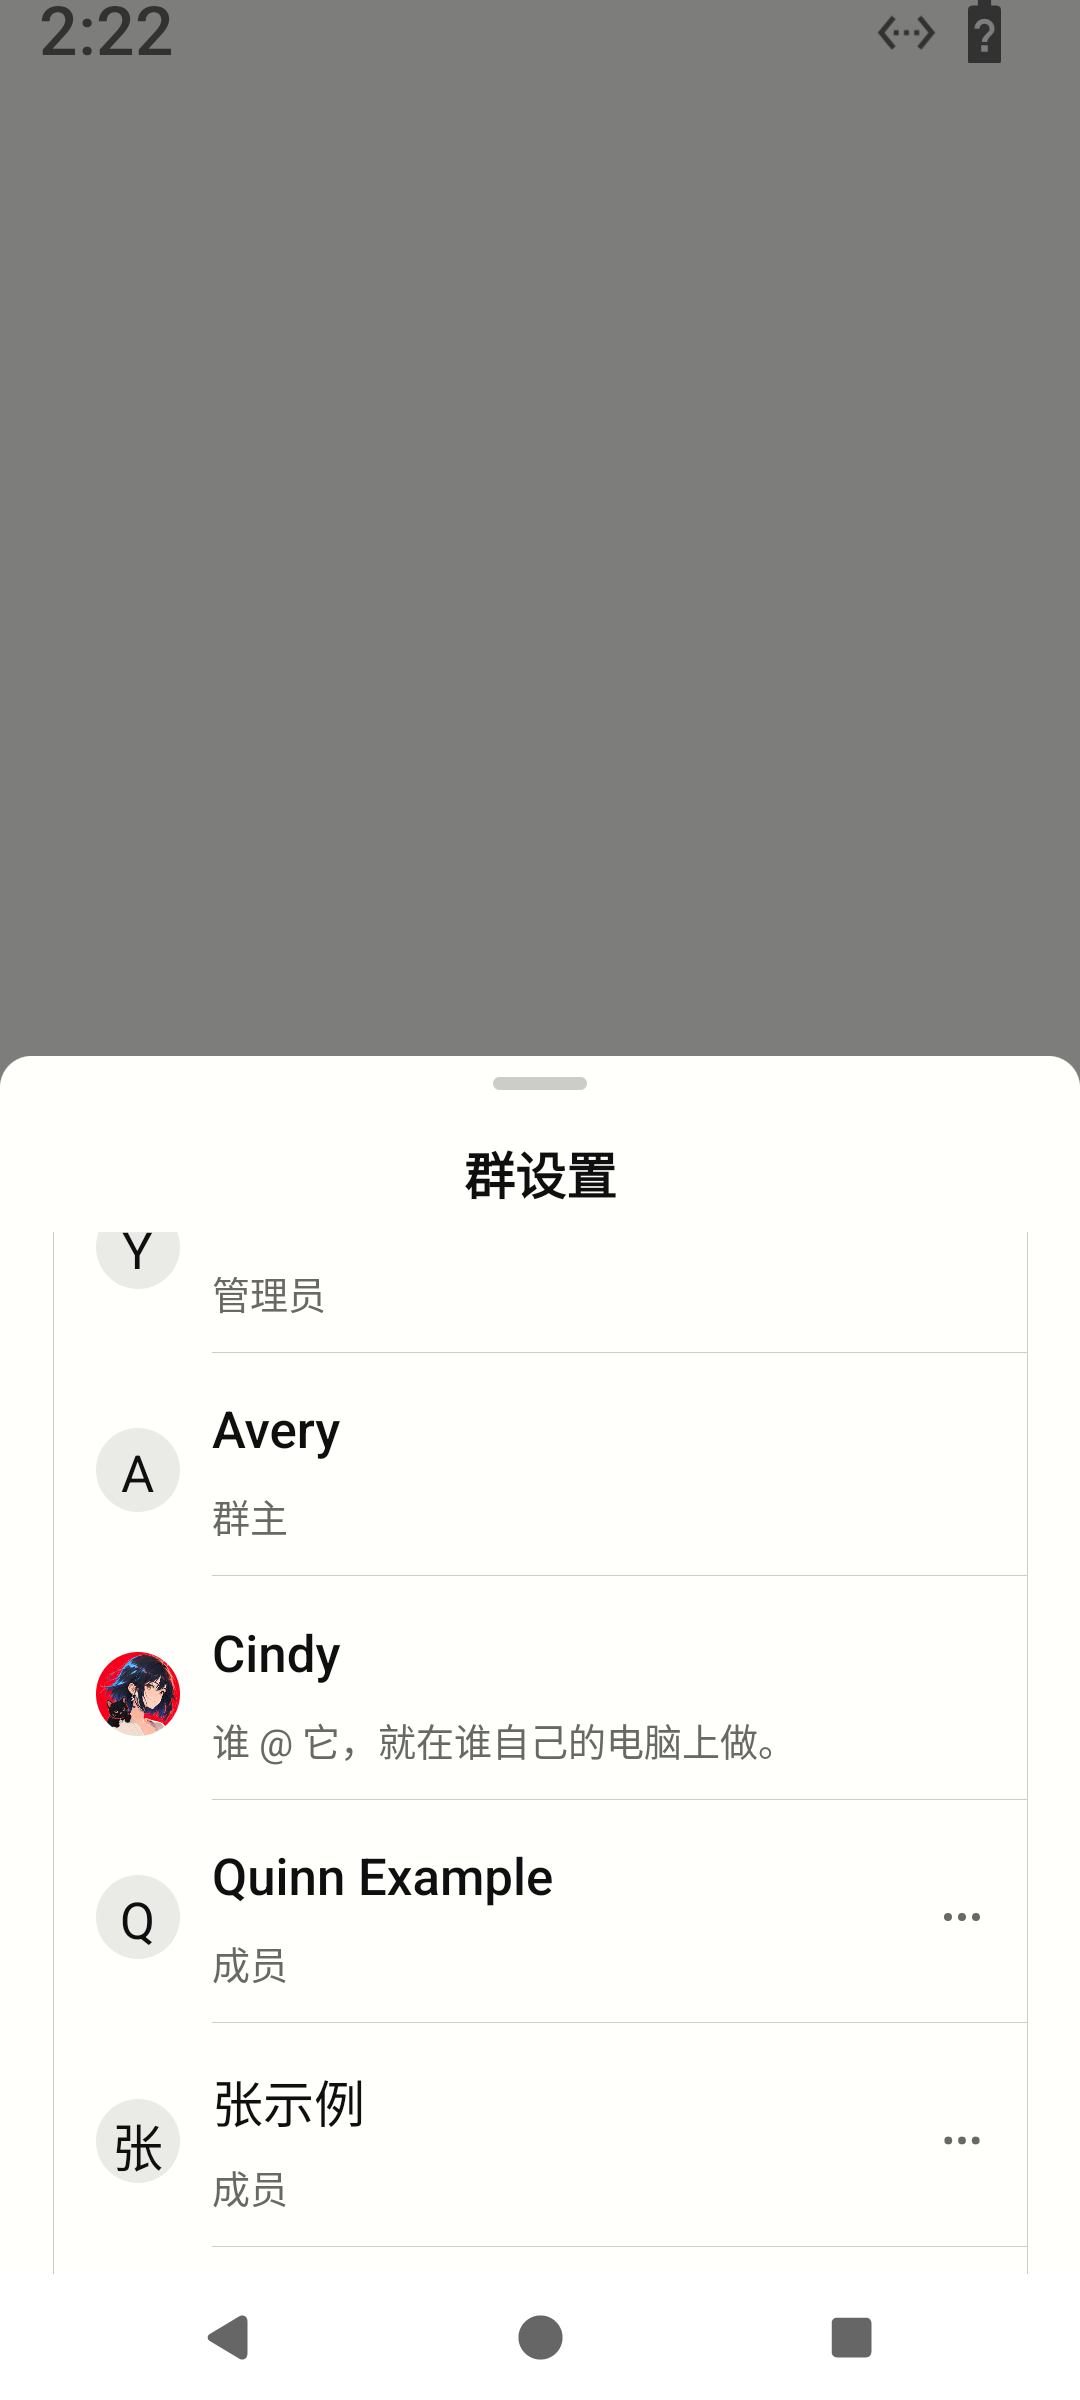 2:22
群设置
Y
管理员
A
Avery
群主
Cindy
谁 @ 它，就在谁自己的电脑上做。
Q
Quinn Example
成员
张
张示例
成员